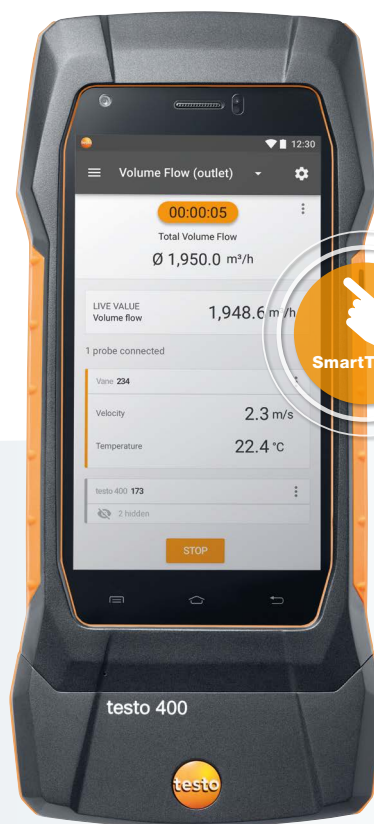 12:30
Volume Flow (outlet)
00:00:05
Total Volume Flow
Ø 1,950.0 m³/h
LIVE VALUE
Volume flow 1,948.6 m³/h
1 probe connected
Vane 234
Velocity 2.3 m/s
Temperature 22.4 °C
testo 400 173
2 hidden
STOP
SmartT
testo 400
testo